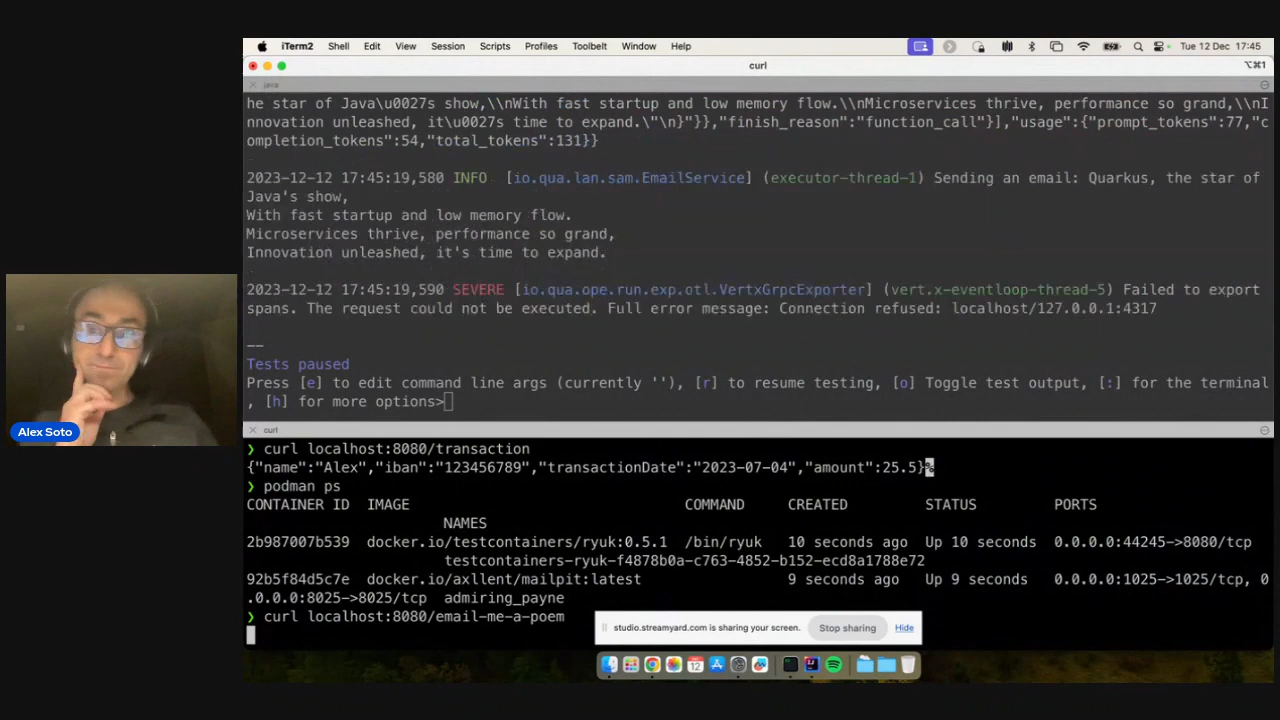 iTerm2 Shell Edit View Session Scripts Profiles Toolbelt Window Help Tue 12 Dec 17:45
curl ⌥⌘1
java
he star of Java\u0027s show,\\nWith fast startup and low memory flow.\\nMicroservices thrive, performance so grand,\\nI
nnovation unleashed, it\u0027s time to expand.\"\n}"}},"finish_reason":"function_call"}],"usage":{"prompt_tokens":77,"c
ompletion_tokens":54,"total_tokens":131}}
2023-12-12 17:45:19,580 INFO [io.qua.lan.sam.EmailService] (executor-thread-1) Sending an email: Quarkus, the star of
Java's show,
With fast startup and low memory flow.
Microservices thrive, performance so grand,
Innovation unleashed, it's time to expand.
2023-12-12 17:45:19,590 SEVERE [io.qua.ope.run.exp.otl.VertxGrpcExporter] (vert.x-eventloop-thread-5) Failed to export
spans. The request could not be executed. Full error message: Connection refused: localhost/127.0.0.1:4317
--
Tests paused
Press [e] to edit command line args (currently ''), [r] to resume testing, [o] Toggle test output, [:] for the terminal
, [h] for more options>
curl
❯ curl localhost:8080/transaction
{"name":"Alex","iban":"123456789","transactionDate":"2023-07-04","amount":25.5}%
❯ podman ps
CONTAINER ID IMAGE COMMAND CREATED STATUS PORTS
NAMES
2b987007b539 docker.io/testcontainers/ryuk:0.5.1 /bin/ryuk 10 seconds ago Up 10 seconds 0.0.0.0:44245->8080/tcp
testcontainers-ryuk-f4878b0a-c763-4852-b152-ecd8a1788e72
92b5f84d5c7e docker.io/axllent/mailpit:latest 9 seconds ago Up 9 seconds 0.0.0.0:1025->1025/tcp, 0
.0.0.0:8025->8025/tcp admiring_payne
❯ curl localhost:8080/email-me-a-poem
studio.streamyard.com is sharing your screen. Stop sharing Hide
Alex Soto